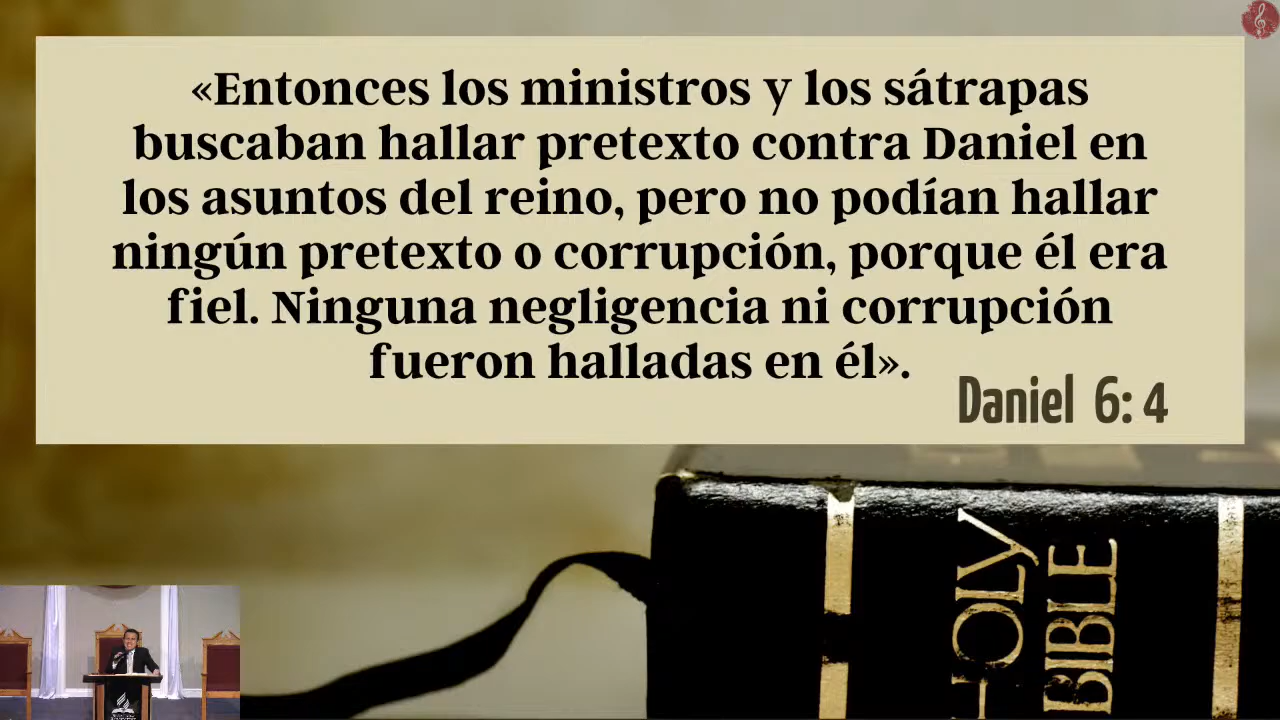 «Entonces los ministros y los sátrapas
buscaban hallar pretexto contra Daniel en
los asuntos del reino, pero no podían hallar
ningún pretexto o corrupción, porque él era
fiel. Ninguna negligencia ni corrupción
fueron halladas en él».
Daniel 6: 4
HOLY
BIBLE